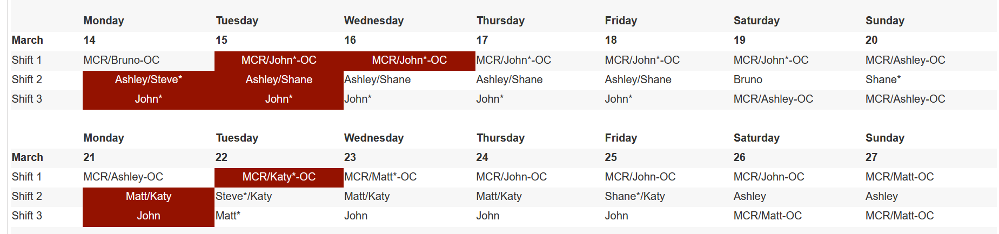 Monday Tuesday Wednesday Thursday Friday Saturday Sunday
March 14 15 16 17 18 19 20
Shift 1 MCR/Bruno-OC MCR/John*-OC MCR/John*-OC MCR/John*-OC MCR/John*-OC MCR/John*-OC MCR/Ashley-OC
Shift 2 Ashley/Steve* Ashley/Shane Ashley/Shane Ashley/Shane Ashley/Shane Bruno Shane*
Shift 3 John* John* John* John* John* MCR/Ashley-OC MCR/Ashley-OC
Monday Tuesday Wednesday Thursday Friday Saturday Sunday
March 21 22 23 24 25 26 27
Shift 1 MCR/Ashley-OC MCR/Katy*-OC MCR/Matt*-OC MCR/John-OC MCR/John-OC MCR/John-OC MCR/Matt-OC
Shift 2 Matt/Katy Steve*/Katy Matt/Katy Matt/Katy Shane*/Katy Ashley Ashley
Shift 3 John Matt* John John John MCR/Matt-OC MCR/Matt-OC